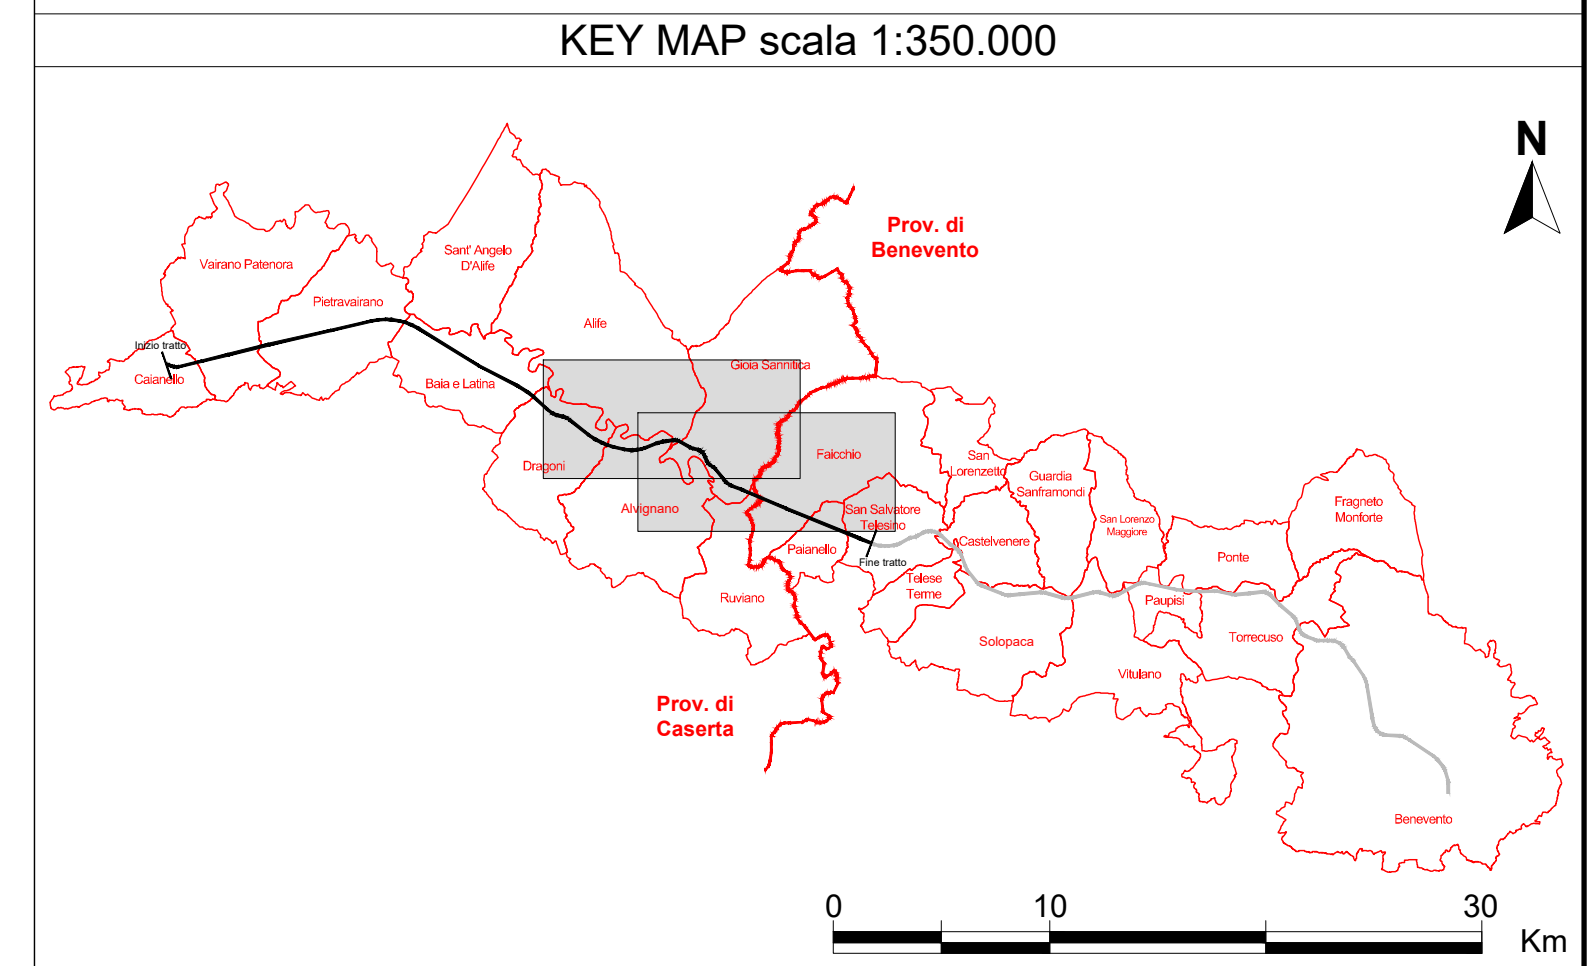 KEY MAP scala 1:350.000
N
Prov. di
Benevento
Sant' Angelo
D'Alife
Vairano Patenora
Pietravairano
Alife
Inizio tratto
Gioia Sannitica
Caianello
Baia e Latina
Faicchio
San
Lorenzetto
Dragoni
Guardia
Sanframondi
Fragneto
Monforte
Alvignano
San Salvatore
Telesino
San Lorenzo
Maggiore
Castelvenere
Paianello
Ponte
Fine tratto
Telese
Terme
Ruviano
Paupisi
Solopaca
Torrecuso
Vitulano
Prov. di
Caserta
Benevento
0 10 30
Km